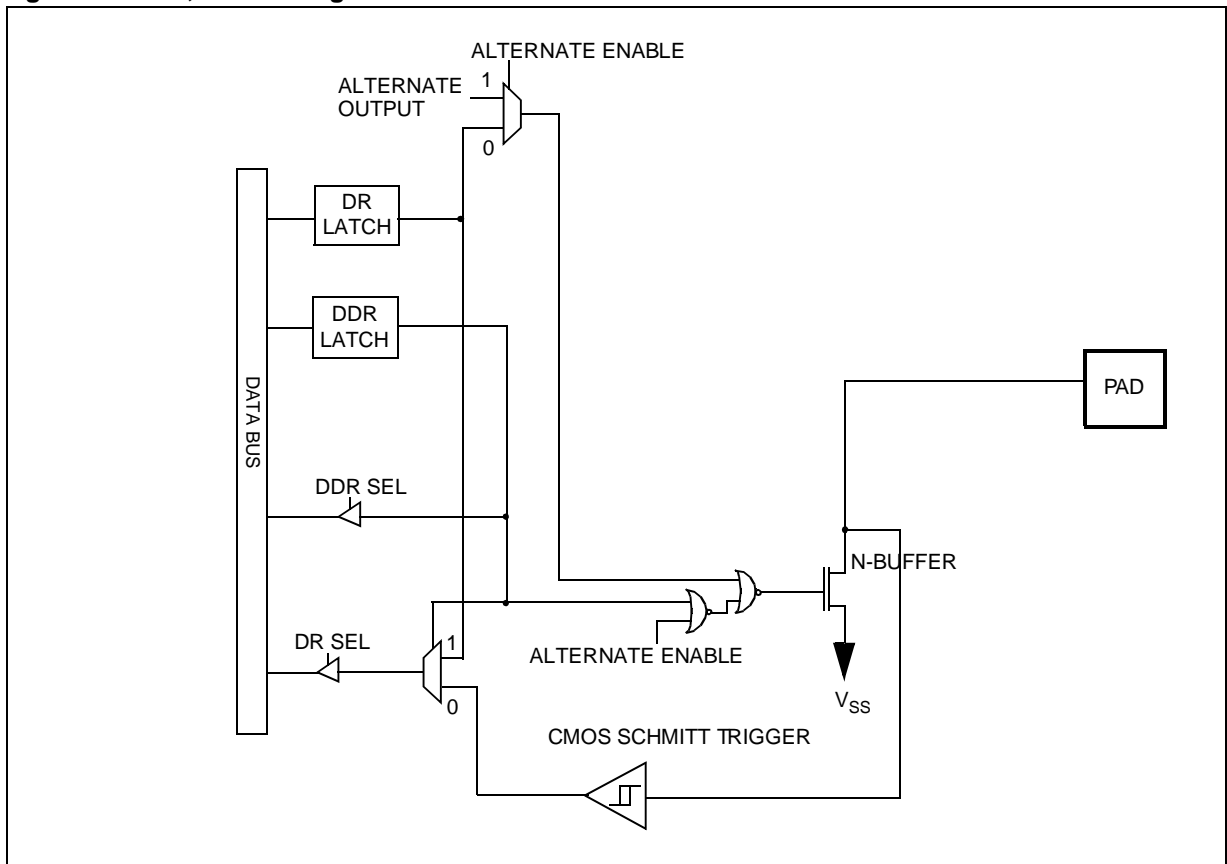 ALTERNATE ENABLE
ALTERNATE
OUTPUT
1
0
DR
LATCH
DDR
LATCH
DATA BUS
PAD
DDR SEL
N-BUFFER
DR SEL
1
0
ALTERNATE ENABLE
VSS
CMOS SCHMITT TRIGGER